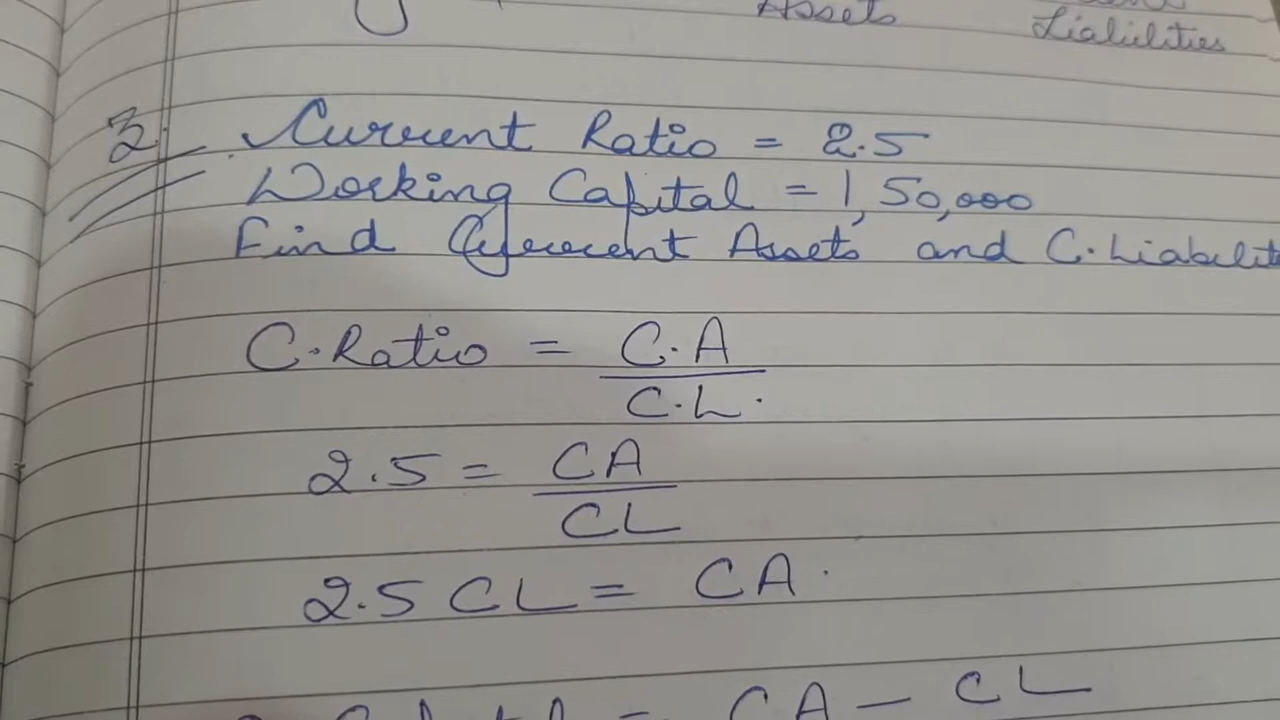 Assets
Liabilities
3.
Current Ratio = 2.5
Working Capital = 1,50,000
Find Current Assets and C. Liabilit
C. Ratio = C.A
C.L.
2.5 = CA
CL
2.5 CL = CA.
= CA - CL